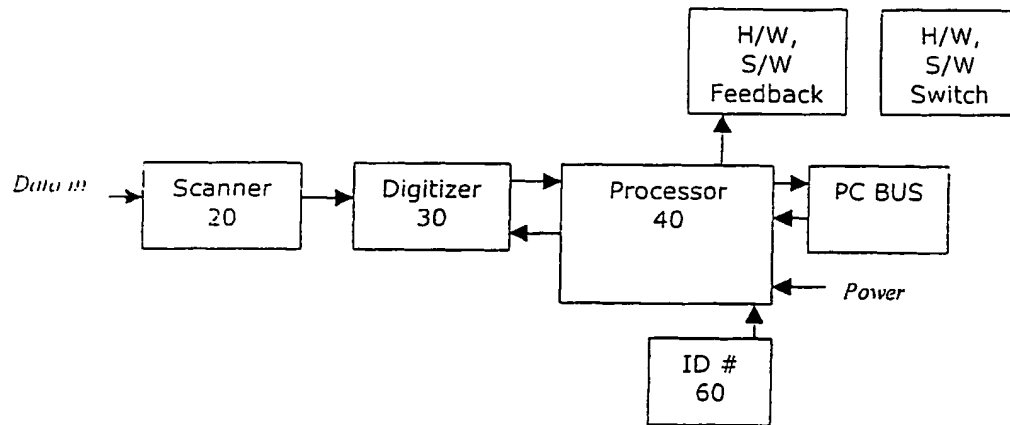 H/W,
S/W
Feedback
H/W,
S/W
Switch
Data in
Scanner
20
Digitizer
30
Processor
40
PC BUS
Power
ID #
60